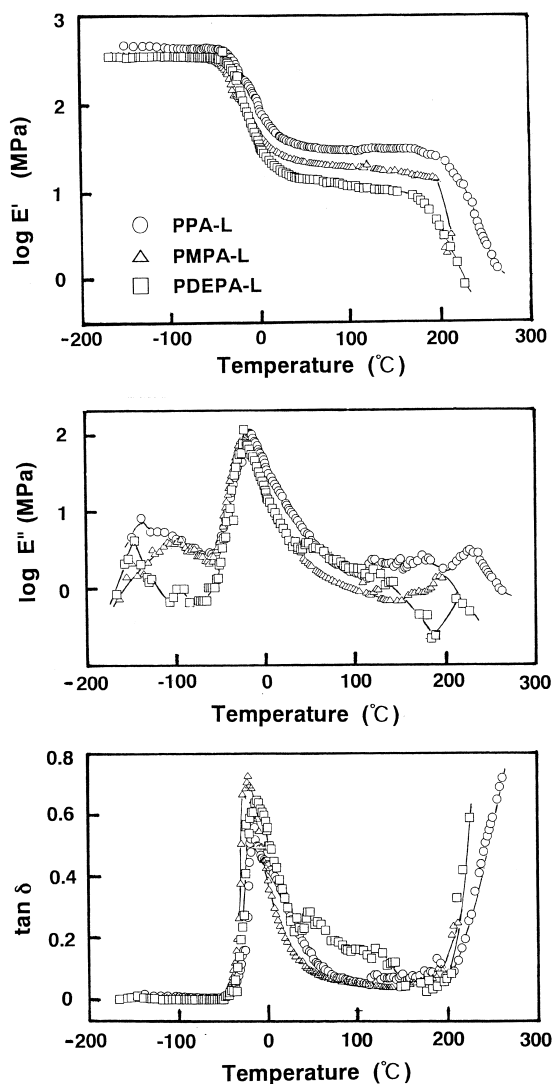 3
2
1
0
log E' (MPa)
PPA-L
PMPA-L
PDEPA-L
-200 -100 0 100 200 300
Temperature (℃)
2
1
0
log E" (MPa)
-200 -100 0 100 200 300
Temperature (℃)
0.8
0.6
0.4
0.2
0
tan δ
-200 -100 0 100 200 300
Temperature (℃)